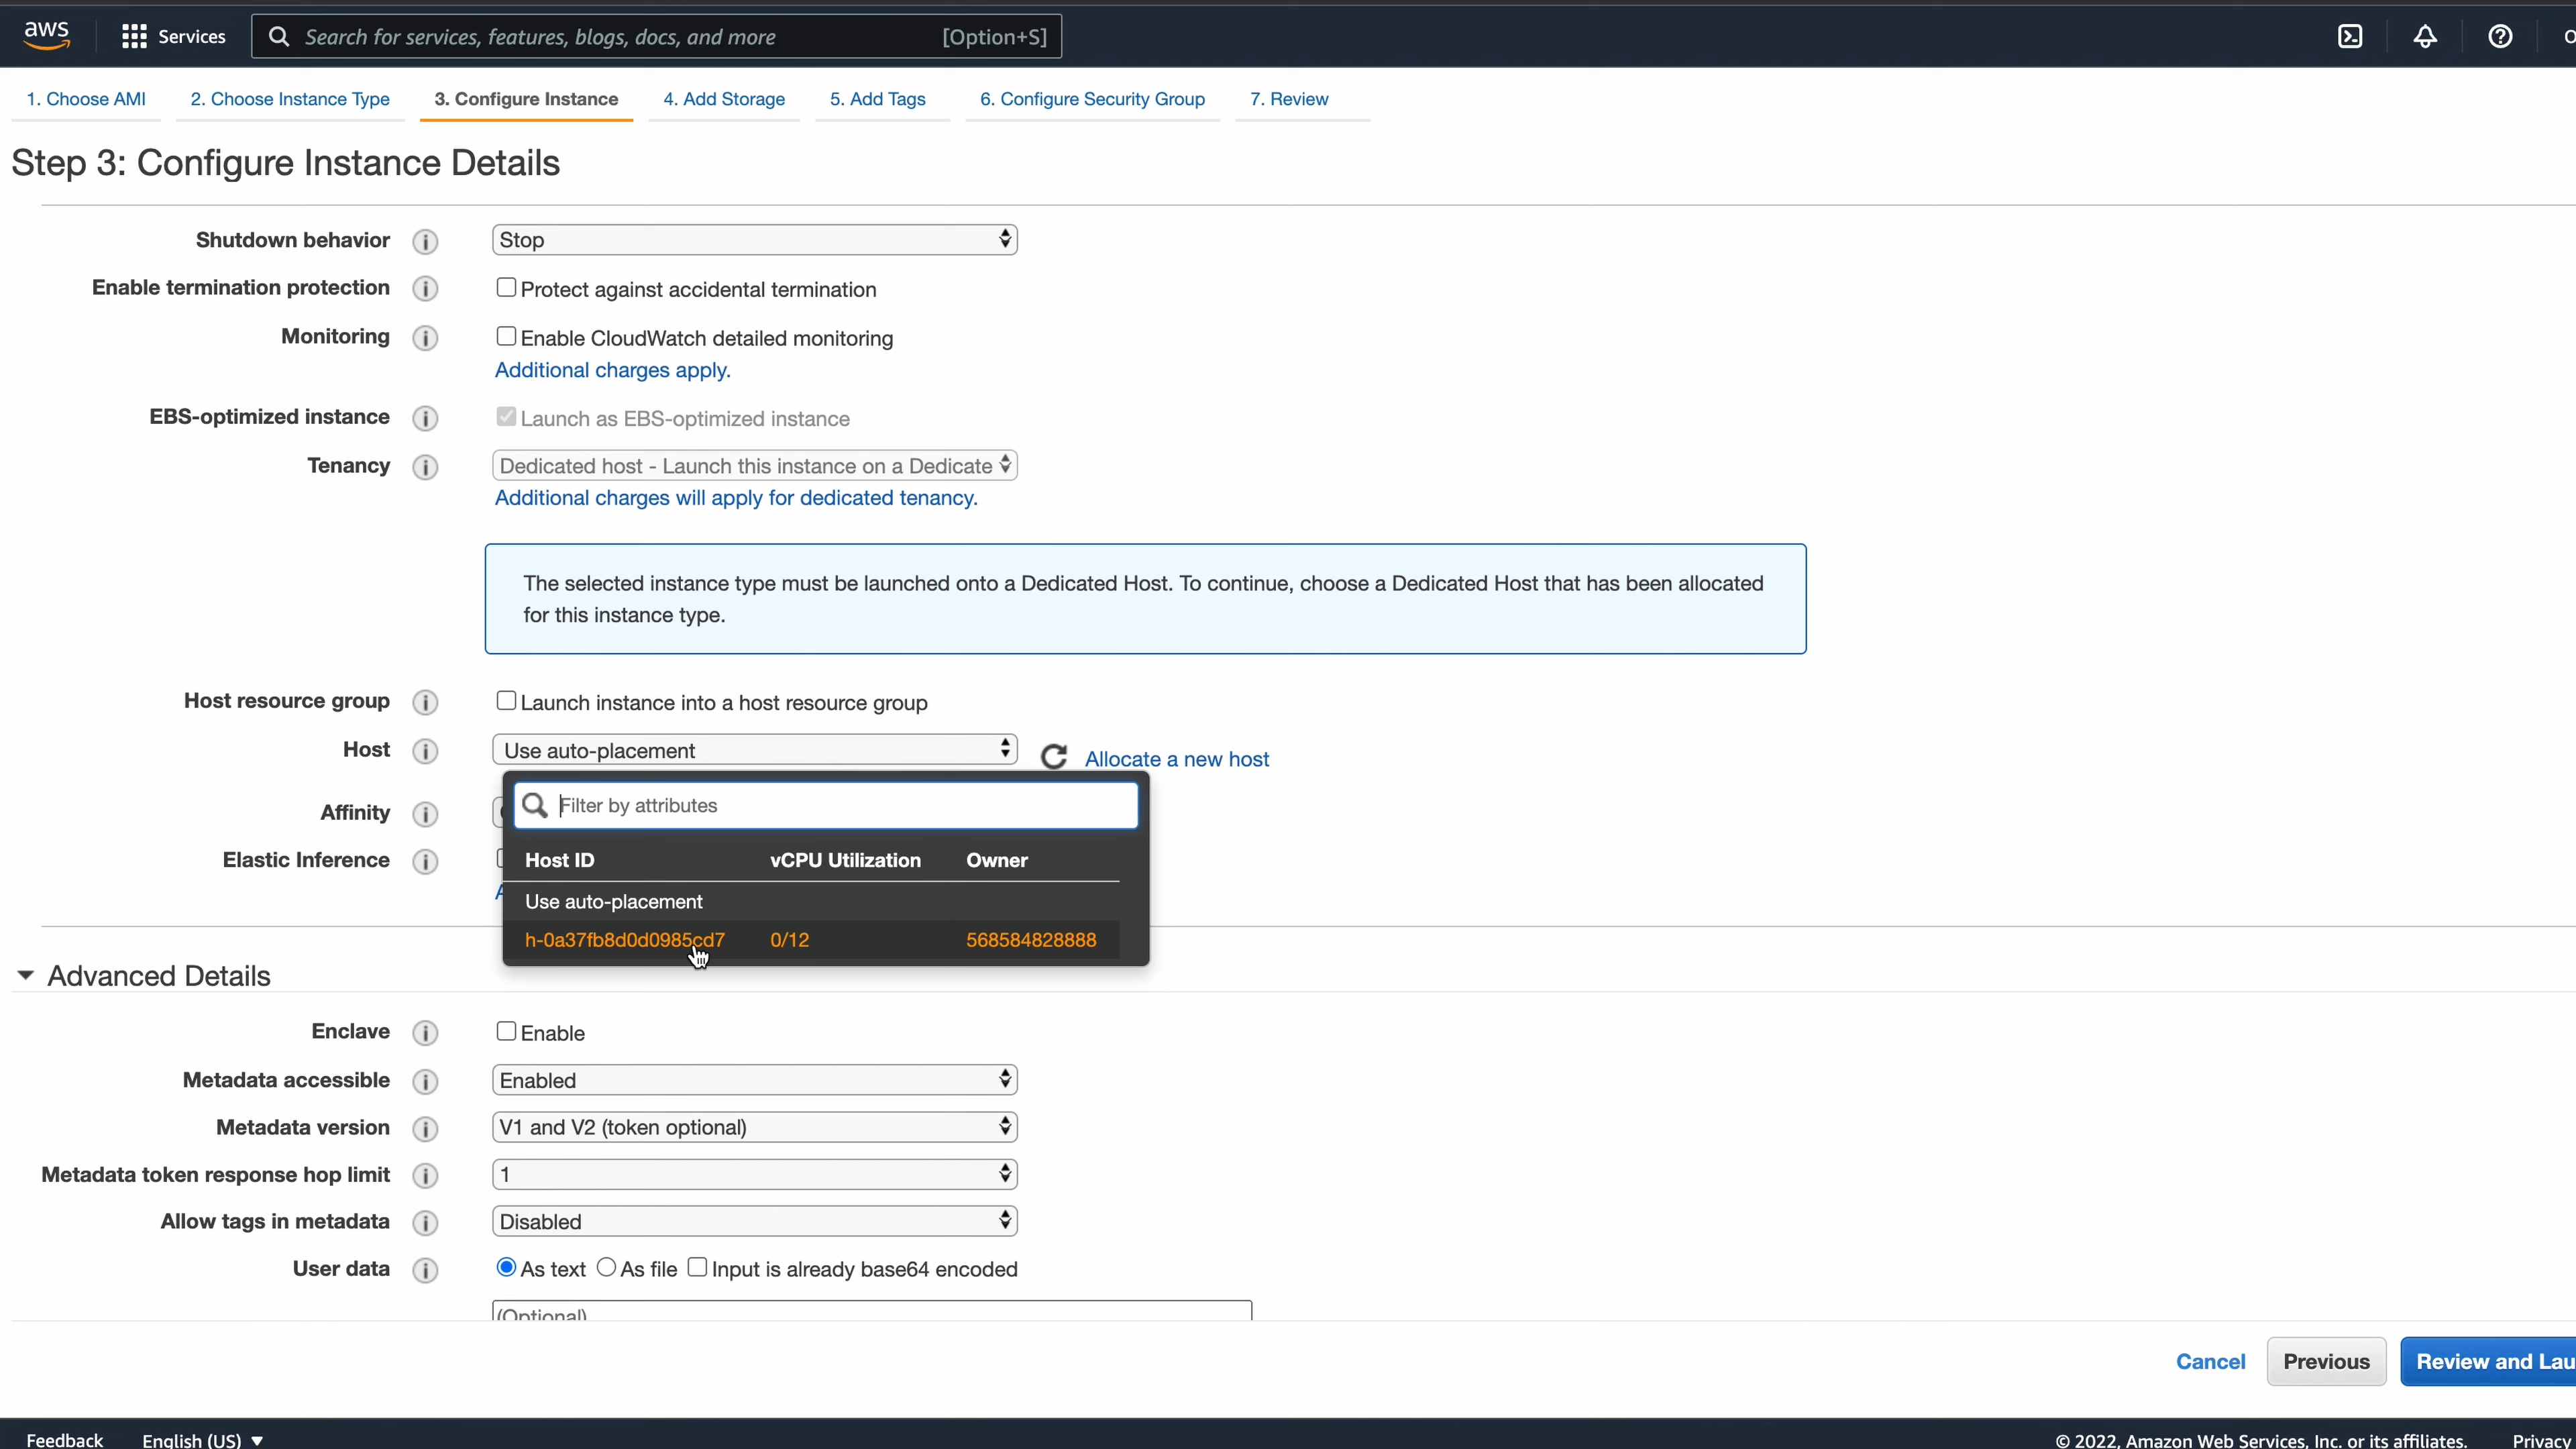 aws
Services
Search for services, features, blogs, docs, and more
[Option+S]
1. Choose AMI
2. Choose Instance Type
3. Configure Instance
4. Add Storage
5. Add Tags
6. Configure Security Group
7. Review
Step 3: Configure Instance Details
Shutdown behavior
Stop
Enable termination protection
Protect against accidental termination
Monitoring
Enable CloudWatch detailed monitoring
Additional charges apply.
EBS-optimized instance
Launch as EBS-optimized instance
Tenancy
Dedicated host - Launch this instance on a Dedicate
Additional charges will apply for dedicated tenancy.
The selected instance type must be launched onto a Dedicated Host. To continue, choose a Dedicated Host that has been allocated
for this instance type.
Host resource group
Launch instance into a host resource group
Host
Use auto-placement
Allocate a new host
Filter by attributes
Affinity
Elastic Inference
Host ID
vCPU Utilization
Owner
Use auto-placement
h-0a37fb8d0d0985cd7
0/12
568584828888
Advanced Details
Enclave
Enable
Metadata accessible
Enabled
Metadata version
V1 and V2 (token optional)
Metadata token response hop limit
1
Allow tags in metadata
Disabled
User data
As text
As file
Input is already base64 encoded
(Optional)
Cancel
Previous
Review and Lau
Feedback
English (US)
© 2022, Amazon Web Services, Inc. or its affiliates.
Privacy